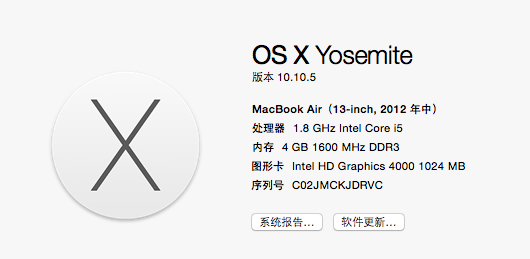 OS X Yosemite
版本 10.10.5
MacBook Air（13-inch, 2012 年中）
处理器 1.8 GHz Intel Core i5
内存 4 GB 1600 MHz DDR3
图形卡 Intel HD Graphics 4000 1024 MB
序列号 C02JMCKJDRVC
系统报告... 软件更新...